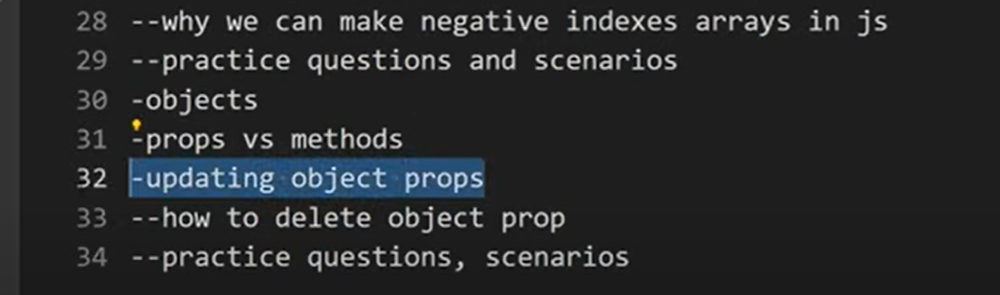 28 --why we can make negative indexes arrays in js
29 --practice questions and scenarios
30 -objects
31 -props vs methods
32 -updating object props
33 --how to delete object prop
34 --practice questions, scenarios